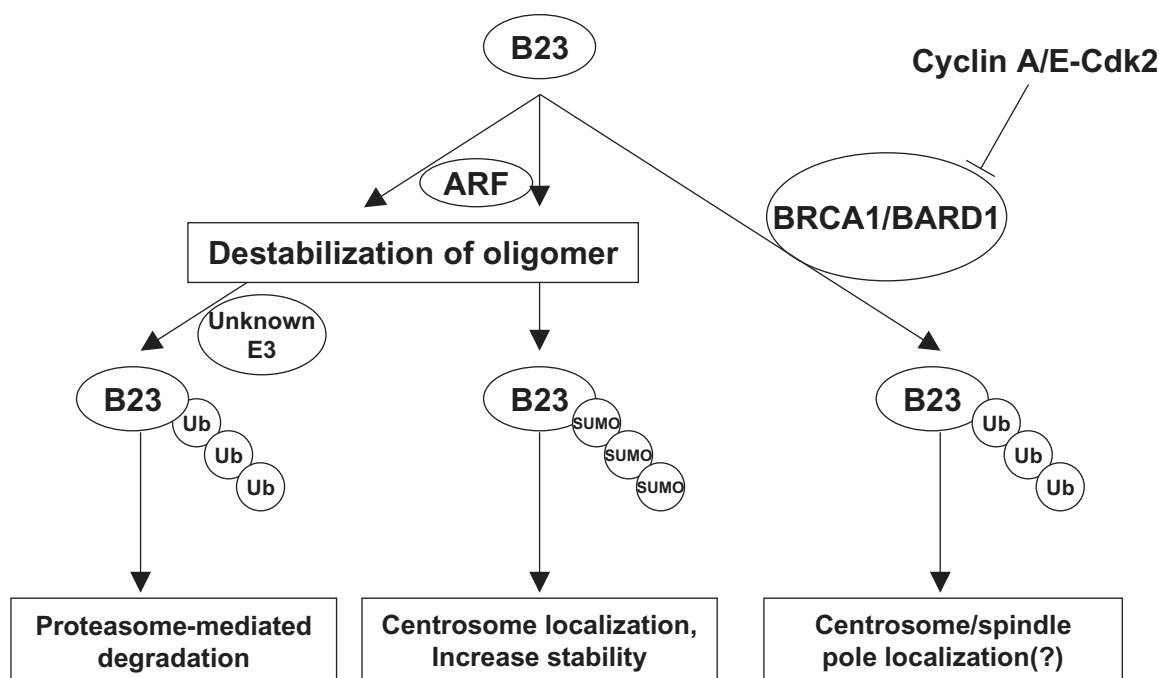 B23
Cyclin A/E-Cdk2
ARF
BRCA1/BARD1
Destabilization of oligomer
Unknown
E3
B23
Ub
Ub
Ub
B23
SUMO
SUMO
SUMO
B23
Ub
Ub
Ub
Proteasome-mediated
degradation
Centrosome localization,
Increase stability
Centrosome/spindle
pole localization(?)